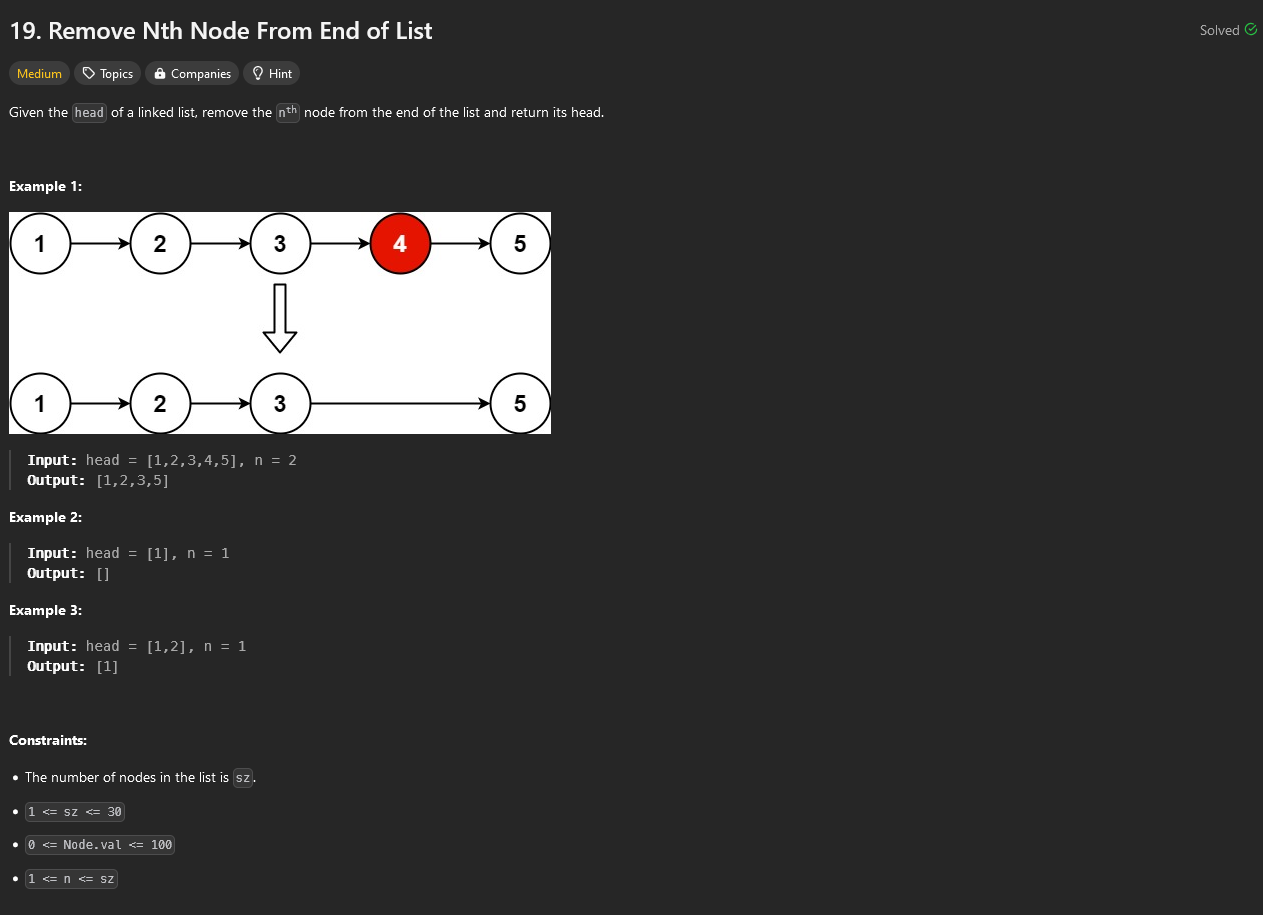 19. Remove Nth Node From End of List
Solved
Medium Topics Companies Hint
Given the head of a linked list, remove the nth node from the end of the list and return its head.
Example 1:
1 2 3 4 5
1 2 3 5
Input: head = [1,2,3,4,5], n = 2
Output: [1,2,3,5]
Example 2:
Input: head = [1], n = 1
Output: []
Example 3:
Input: head = [1,2], n = 1
Output: [1]
Constraints:
• The number of nodes in the list is sz.
• 1 <= sz <= 30
• 0 <= Node.val <= 100
• 1 <= n <= sz